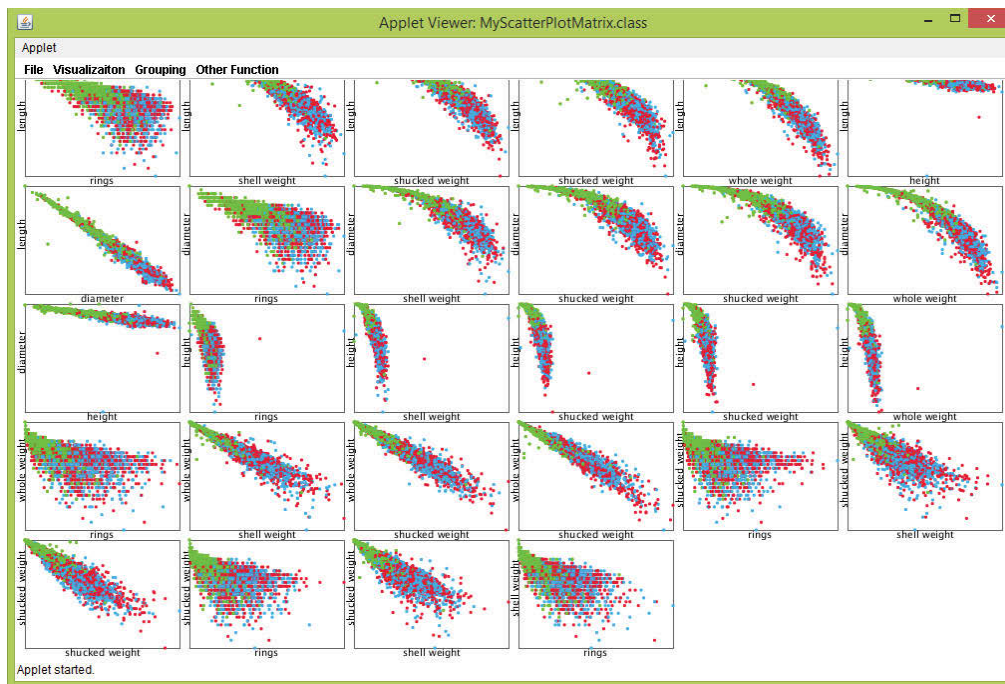 Applet Viewer: MyScatterPlotMatrix.class
Applet
File Visualizaiton Grouping Other Function
length length length length length length
rings shell weight shucked weight shucked weight whole weight height
length diameter diameter diameter diameter diameter
diameter rings shell weight shucked weight shucked weight whole weight
diameter height height height height height
height rings shell weight shucked weight shucked weight whole weight
whole weight whole weight whole weight whole weight shucked weight shucked weight
rings shell weight shucked weight shucked weight rings shell weight
shucked weight shucked weight shucked weight shell weight
shucked weight rings shell weight rings
Applet started.